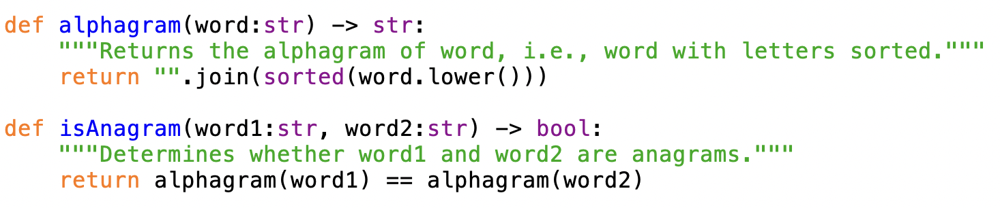 def alphagram(word:str) -> str:
    """Returns the alphagram of word, i.e., word with letters sorted."""
    return "".join(sorted(word.lower()))

def isAnagram(word1:str, word2:str) -> bool:
    """Determines whether word1 and word2 are anagrams."""
    return alphagram(word1) == alphagram(word2)